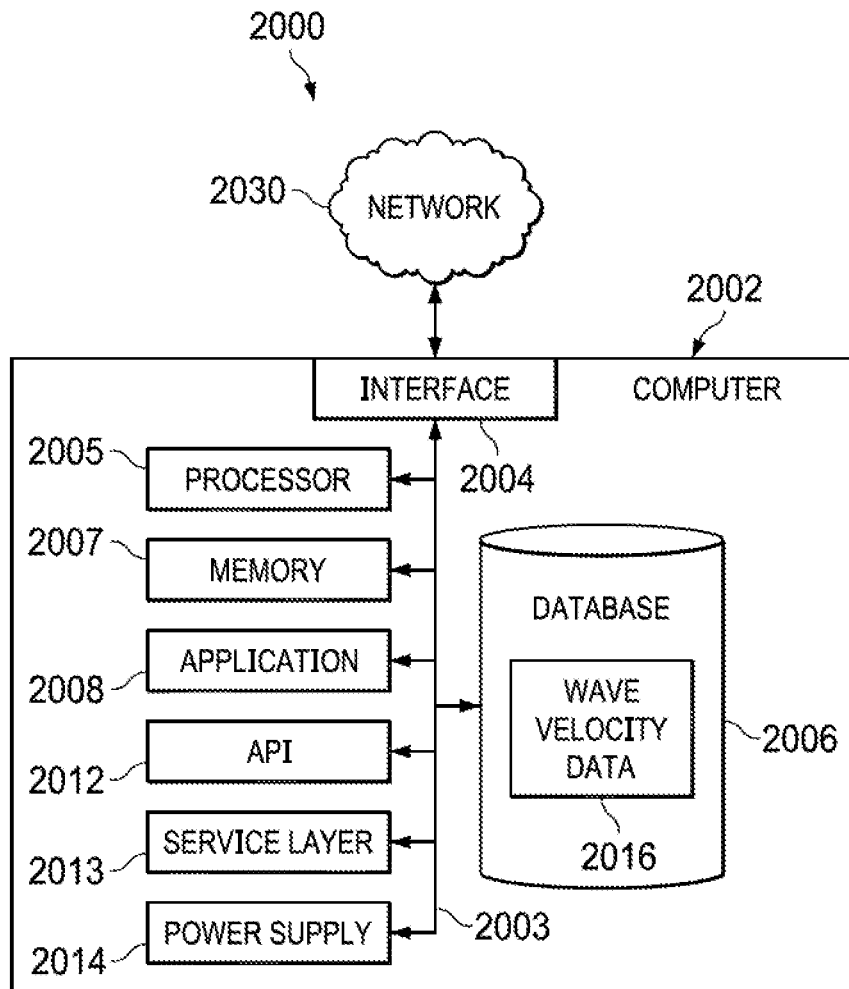 2000
2030
NETWORK
2002
INTERFACE
COMPUTER
2004
2005
PROCESSOR
2007
MEMORY
DATABASE
APPLICATION
2008
WAVE
VELOCITY
DATA
2006
API
2012
2016
SERVICE LAYER
2013
2003
POWER SUPPLY
2014